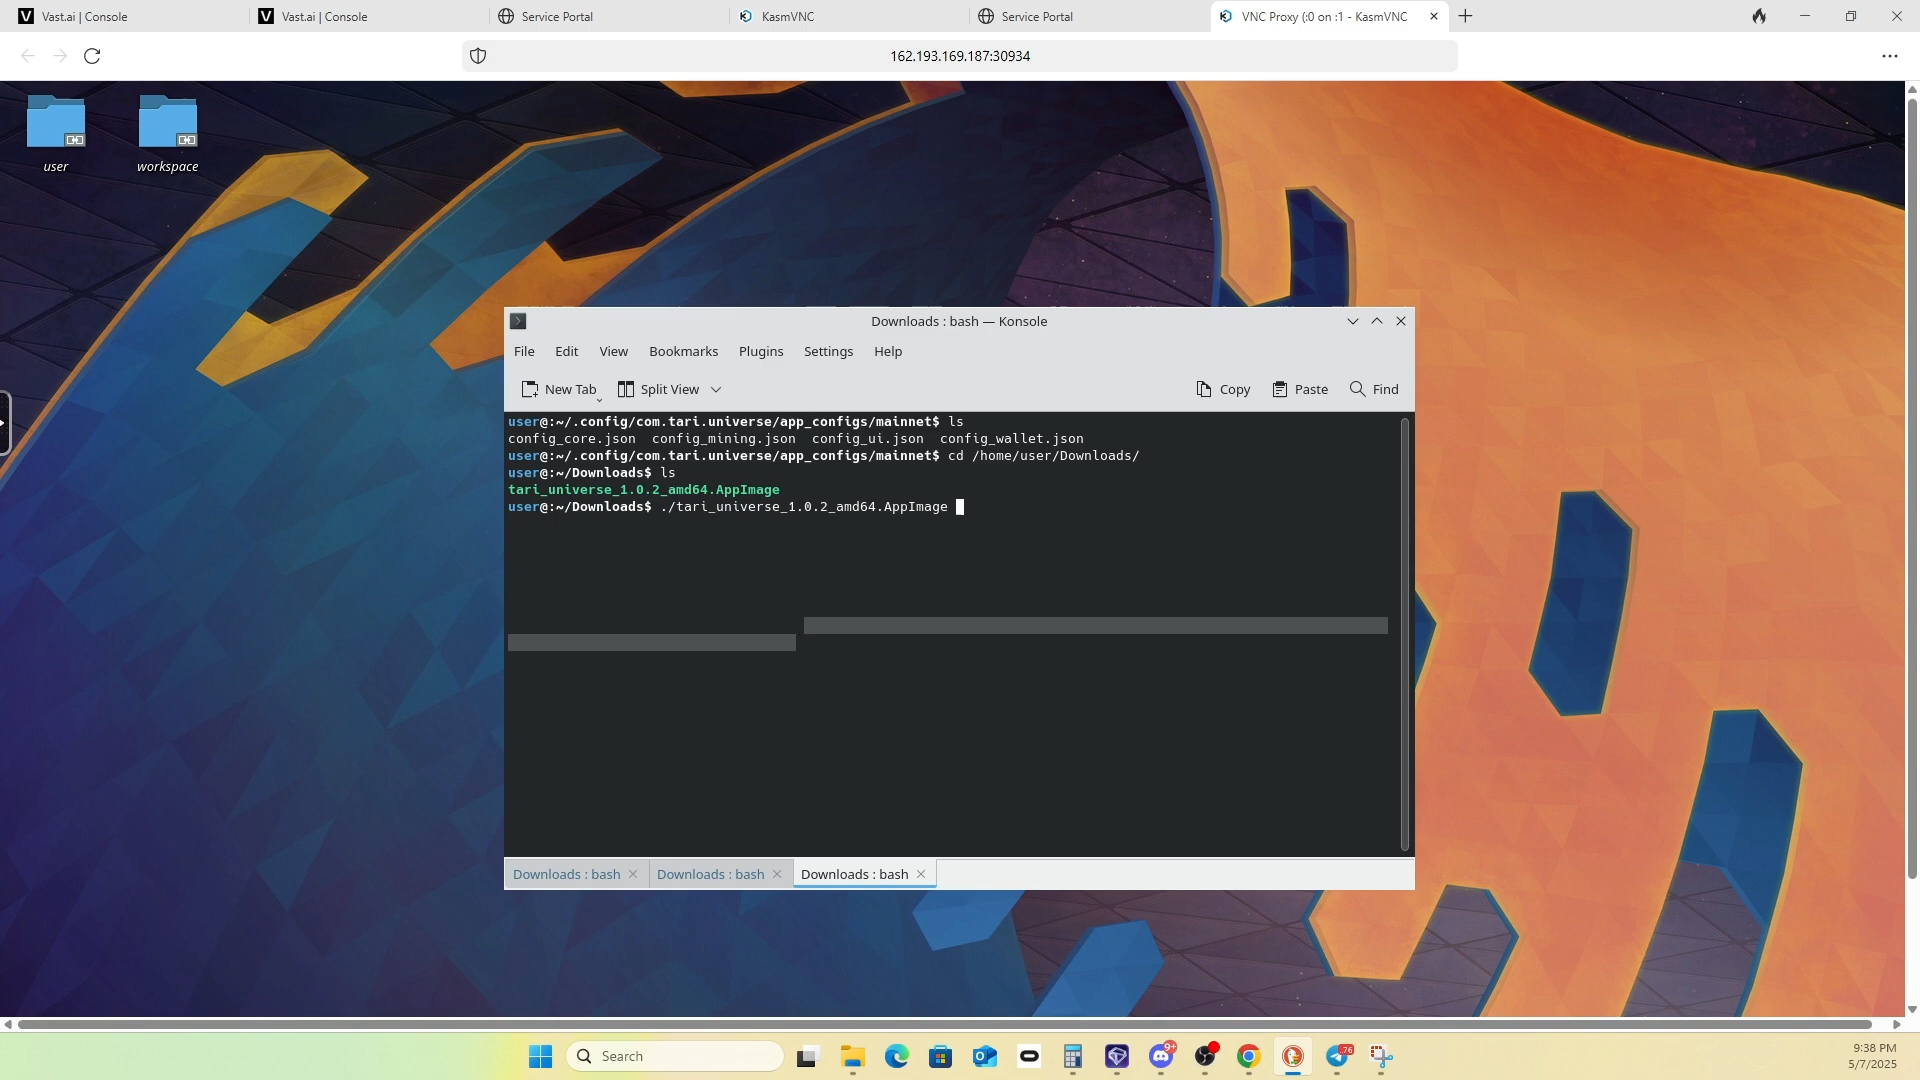 Vast.ai | Console
Vast.ai | Console
Service Portal
KasmVNC
Service Portal
VNC Proxy (:0 on :1 - KasmVNC
162.193.169.187:30934
user
workspace
Downloads : bash — Konsole
File Edit View Bookmarks Plugins Settings Help
New Tab Split View Copy Paste Find
user@:~/.config/com.tari.universe/app_configs/mainnet$ ls
config_core.json config_mining.json config_ui.json config_wallet.json
user@:~/.config/com.tari.universe/app_configs/mainnet$ cd /home/user/Downloads/
user@:~/Downloads$ ls
tari_universe_1.0.2_amd64.AppImage
user@:~/Downloads$ ./tari_universe_1.0.2_amd64.AppImage
Downloads : bash
Downloads : bash
Downloads : bash
Search
9+
76
9:38 PM
5/7/2025